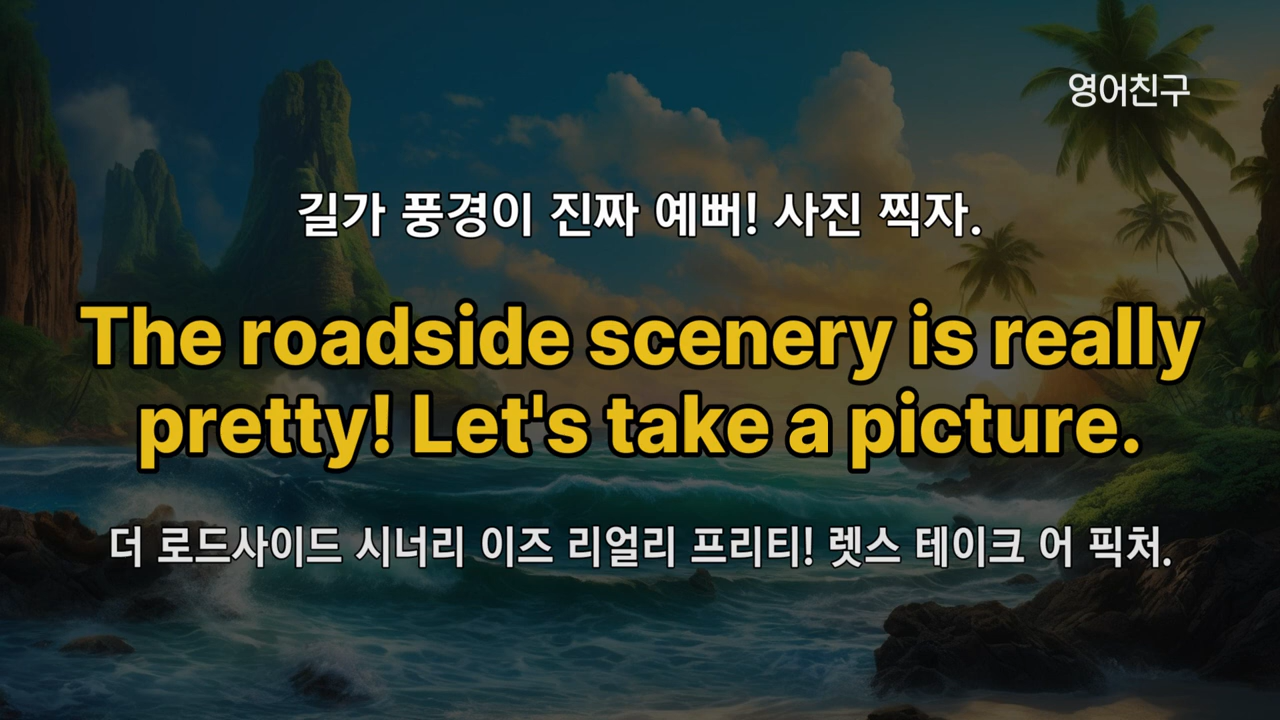 영어친구
길가 풍경이 진짜 예뻐! 사진 찍자.
The roadside scenery is really
pretty! Let's take a picture.
더 로드사이드 시너리 이즈 리얼리 프리티! 렛스 테이크 어 픽처.